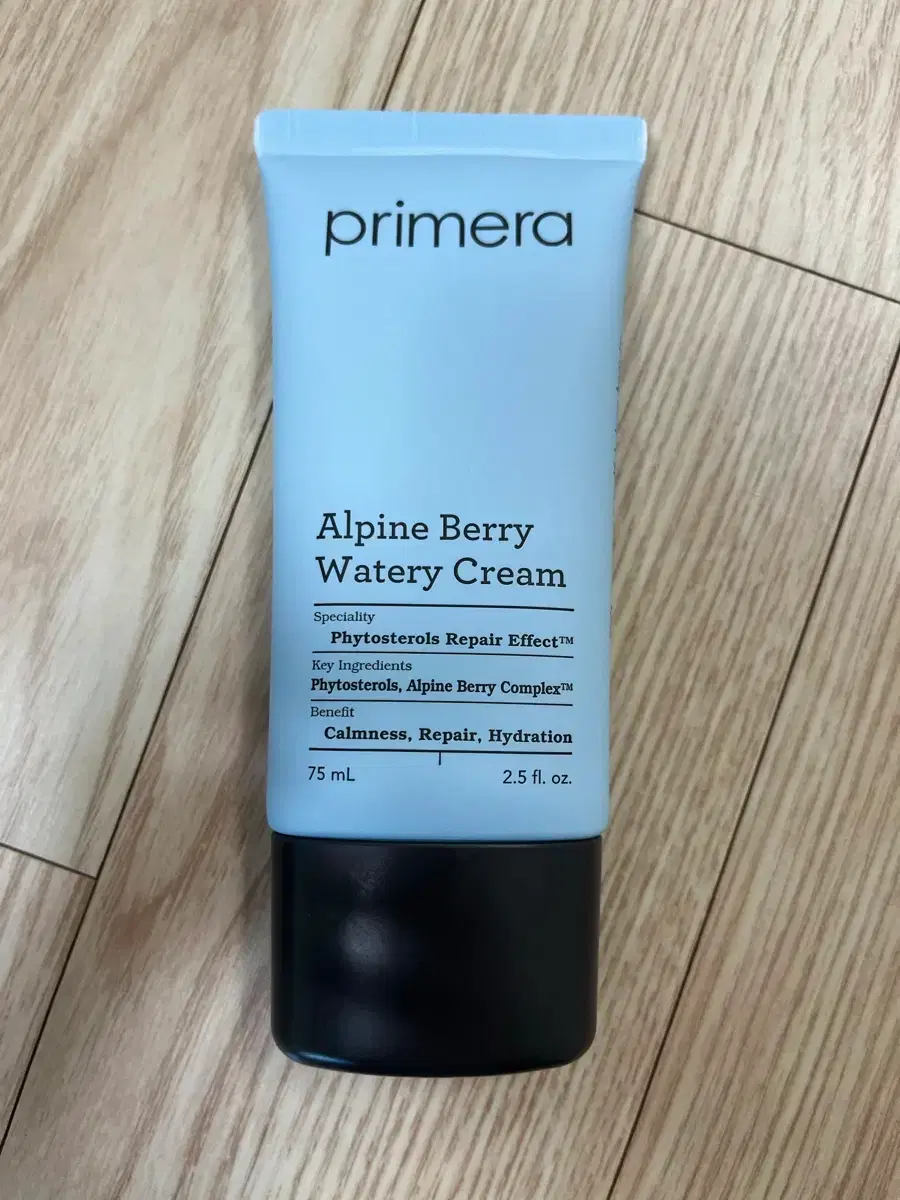 primera
Alpine Berry
Watery Cream
Speciality
Phytosterols Repair Effect™
Key Ingredients
Phytosterols, Alpine Berry Complex™
Benefit
Calmness, Repair, Hydration
75 mL 2.5 fl. oz.